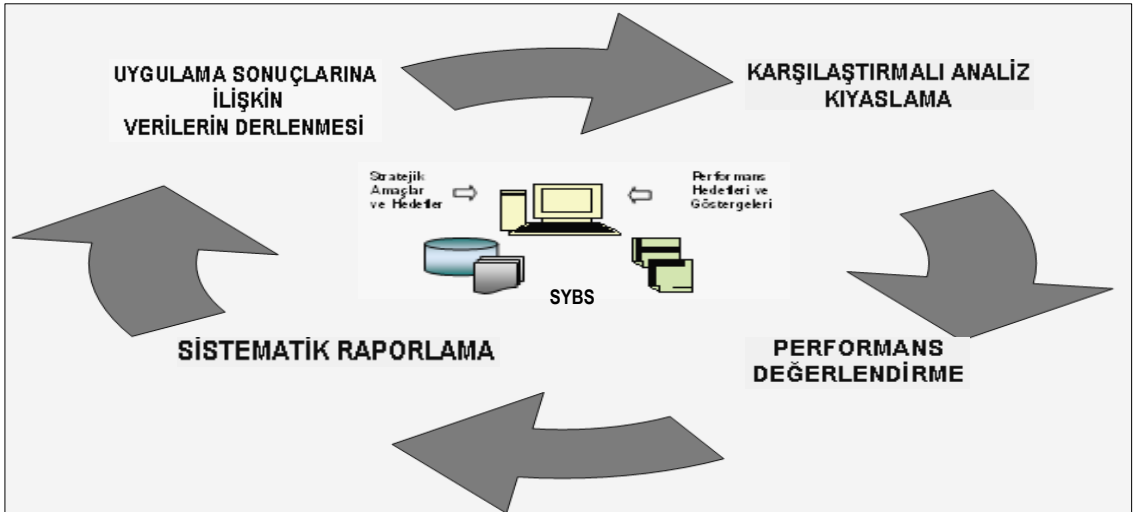 UYGULAMA SONUÇLARINA
İLİŞKİN
VERİLERİN DERLENMESİ
KARŞILAŞTIRMALI ANALİZ
KIYASLAMA
Stratejik
Amaçlar
ve Hedefler
Performans
Hedefleri ve
Göstergeleri
SYBS
SİSTEMATİK RAPORLAMA
PERFORMANS
DEĞERLENDİRME